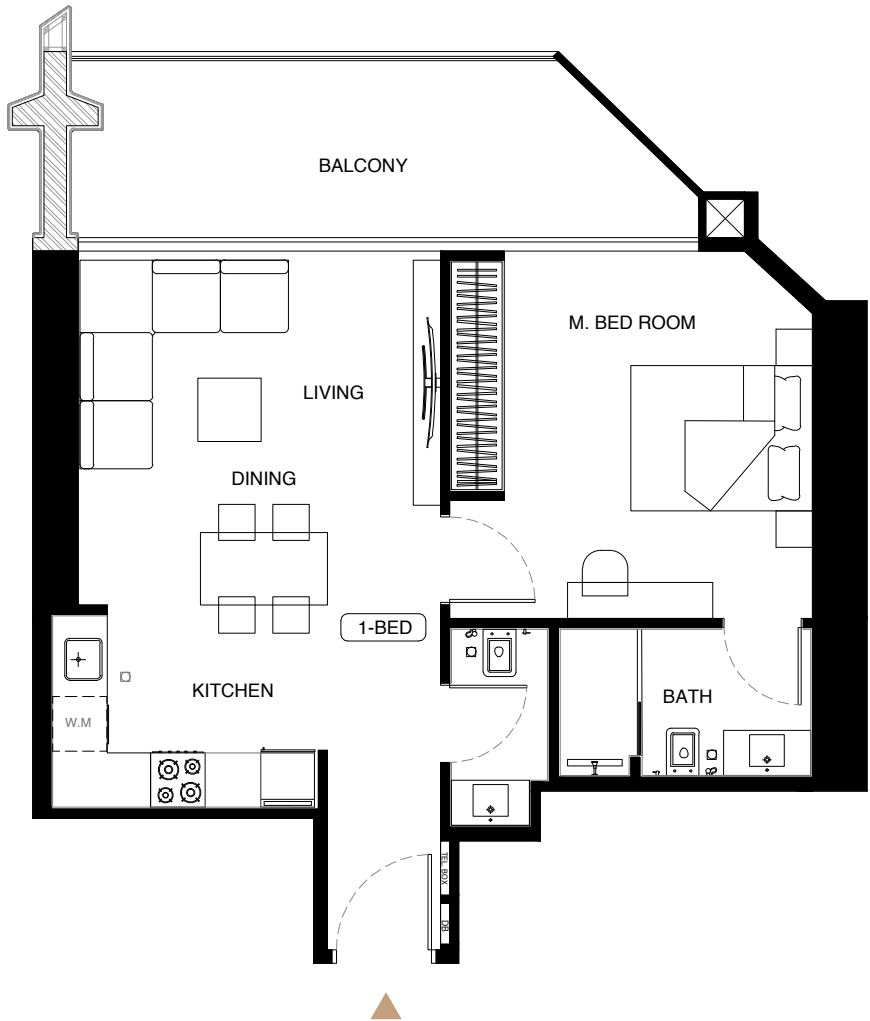 BALCONY
M. BED ROOM
LIVING
DINING
1-BED
KITCHEN
BATH
W.M
TEL BOX
DB